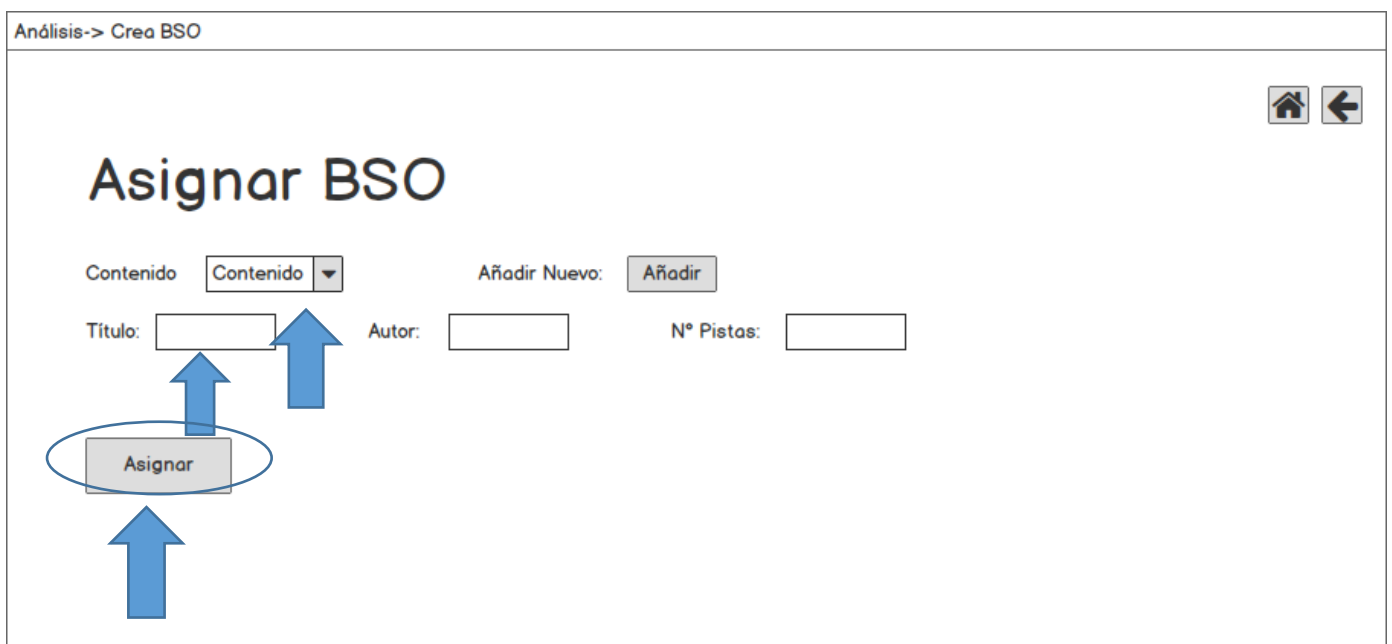 Análisis-> Crea BSO
Asignar BSO
Contenido Contenido Añadir Nuevo: Añadir
Título: Autor: Nº Pistas:
Asignar